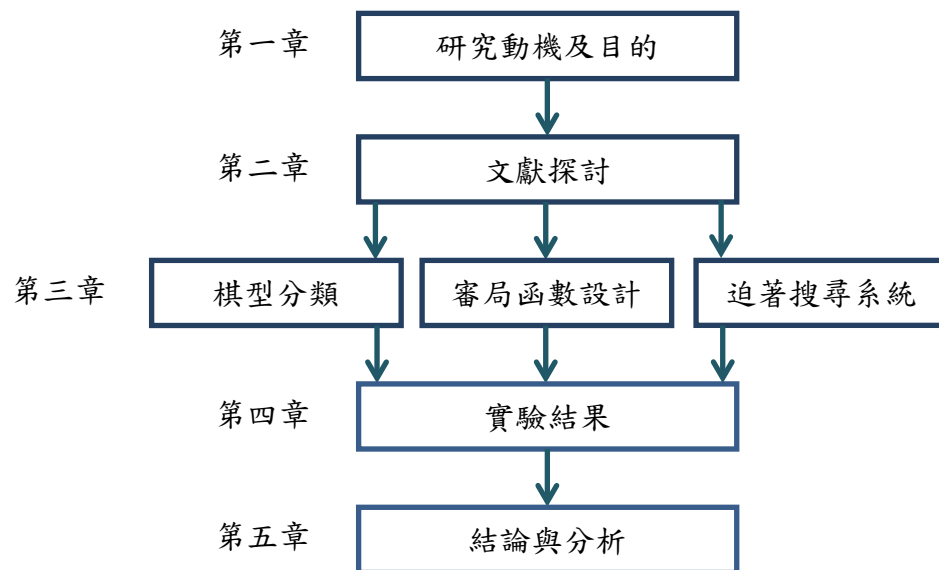 第一章 研究動機及目的
第二章 文獻探討
第三章 棋型分類 審局函數設計 迫著搜尋系統
第四章 實驗結果
第五章 結論與分析